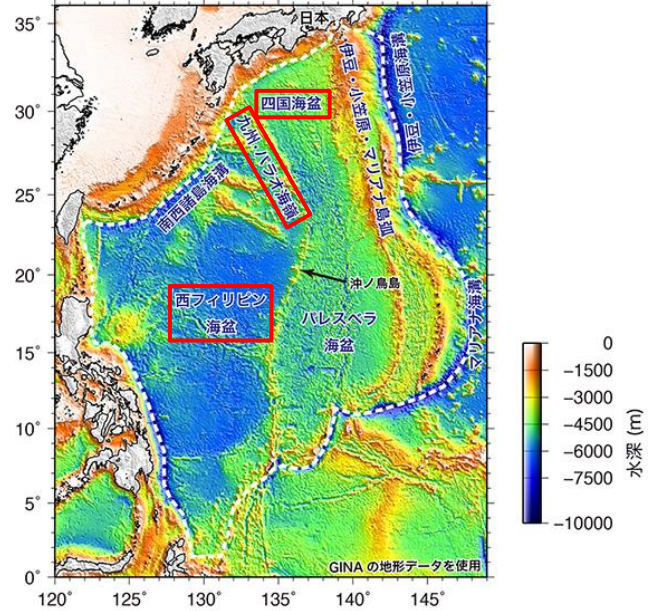 日本
35°
四国海盆
伊豆・小笠原海溝
伊豆・小笠原・マリアナ島弧
30°
九州・パラオ海嶺
南西諸島海溝
25°
20°
沖ノ鳥島
西フィリピン
海盆
パレスベラ
海盆
マリアナ海溝
15°
10°
5°
0°
GINA の地形データを使用
120
125
130
135
140
145
0
−1500
−3000
−4500
−6000
−7500
−10000
水深 (m)